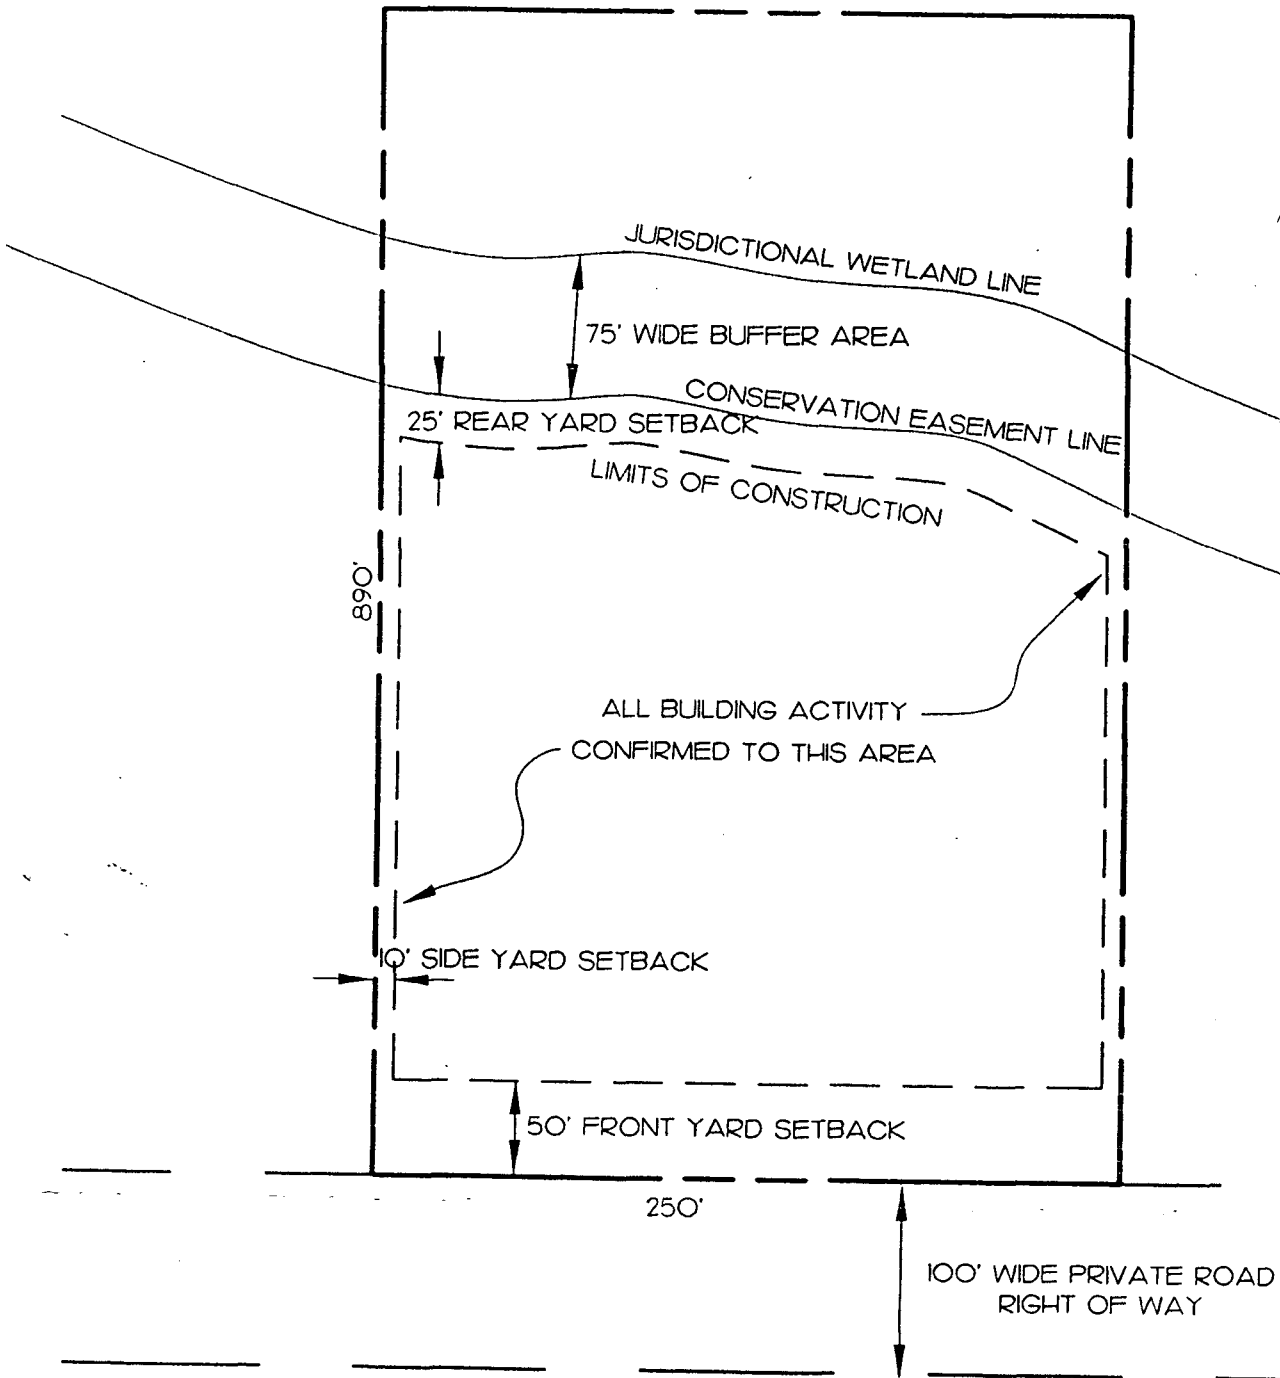 JURISDICTIONAL WETLAND LINE
75' WIDE BUFFER AREA
CONSERVATION EASEMENT LINE
25' REAR YARD SETBACK
LIMITS OF CONSTRUCTION
890'
ALL BUILDING ACTIVITY
CONFIRMED TO THIS AREA
10' SIDE YARD SETBACK
50' FRONT YARD SETBACK
250'
100' WIDE PRIVATE ROAD
RIGHT OF WAY